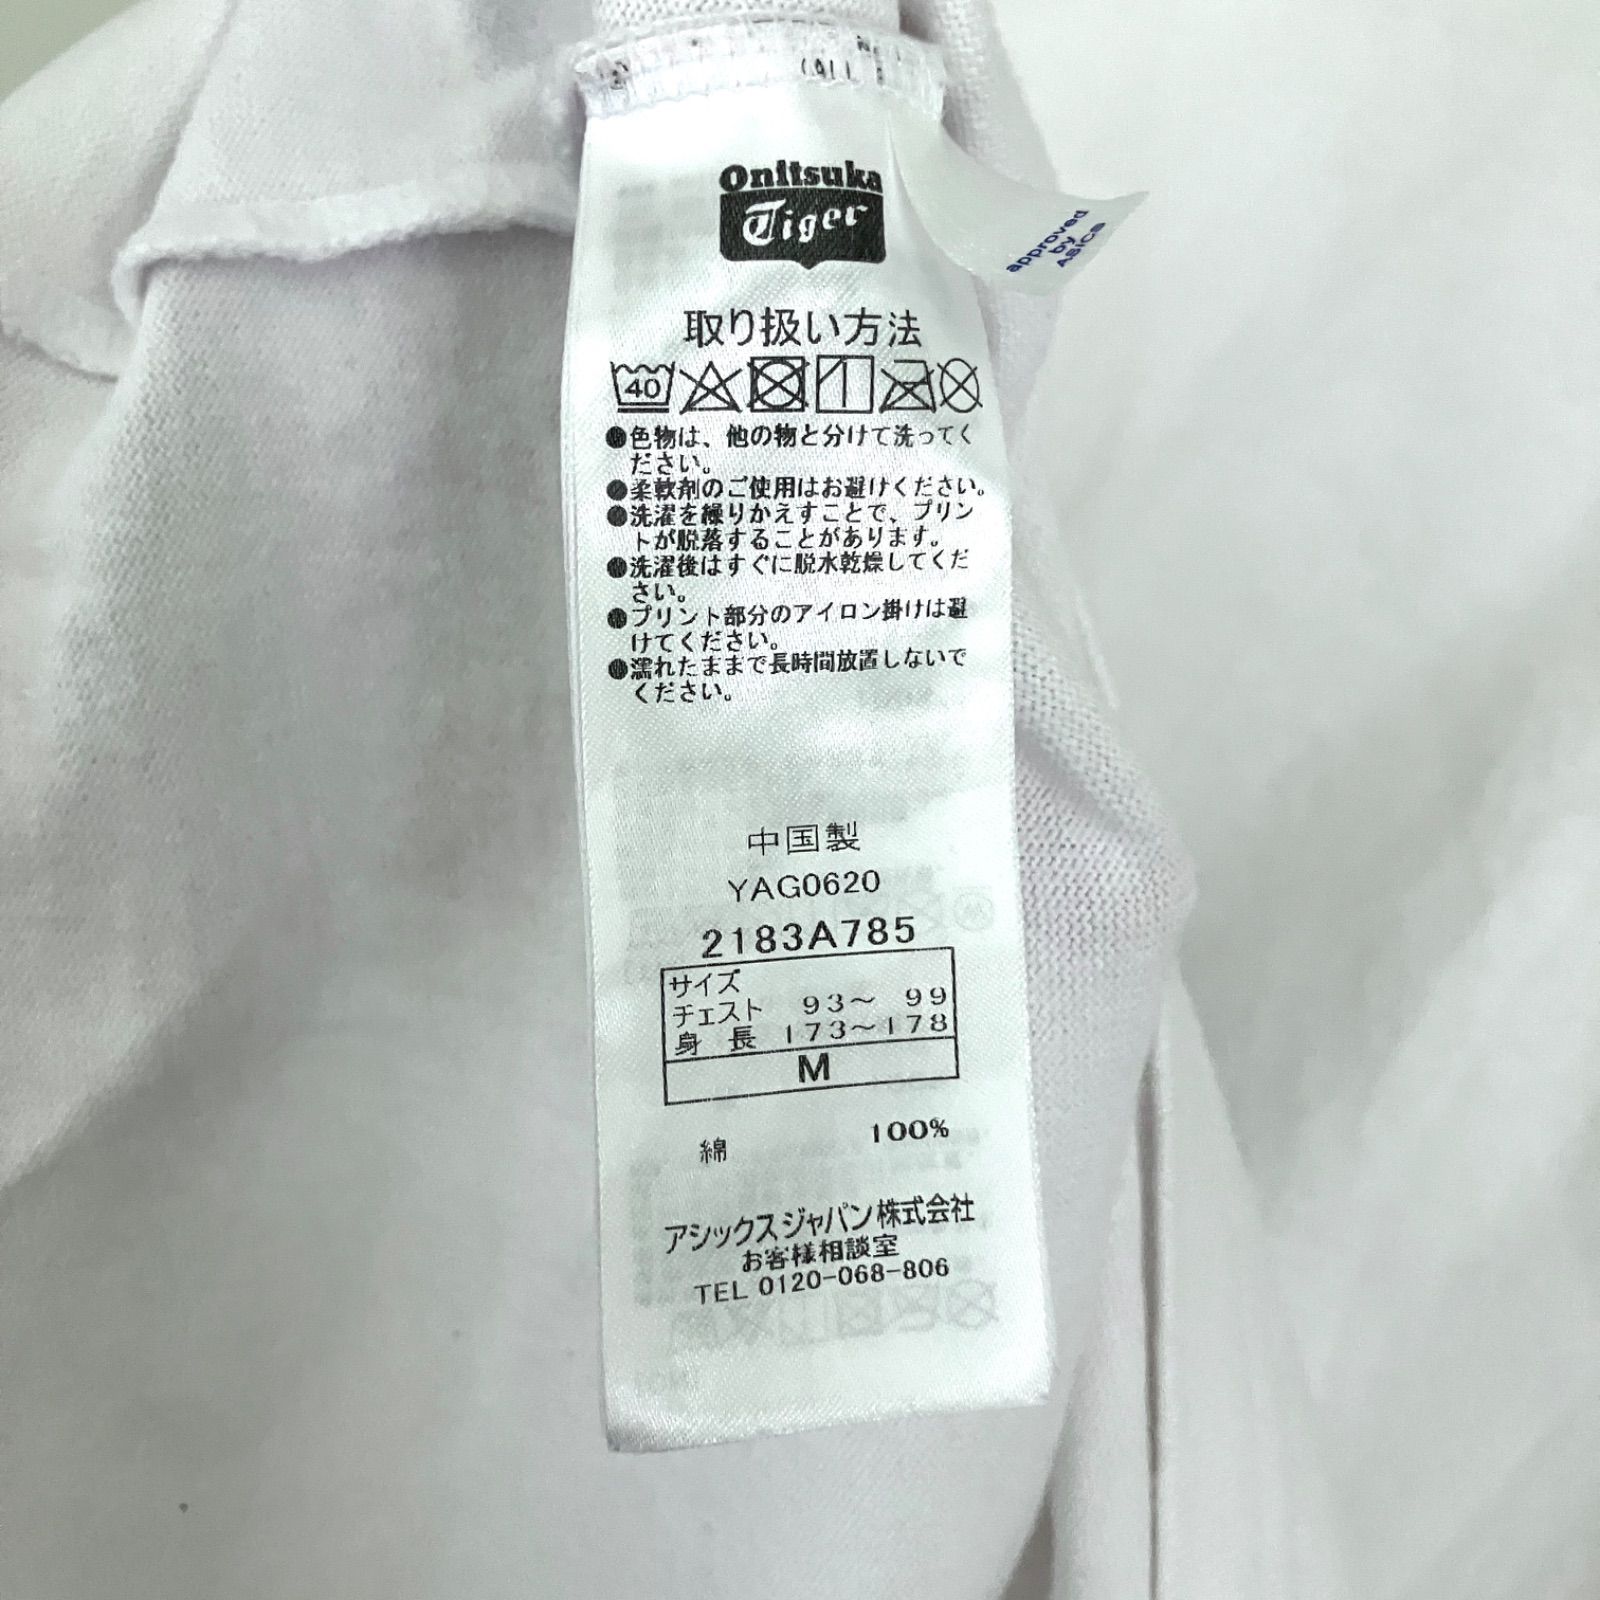 Onitsuka
Tiger
approved
by
ASICS
取り扱い方法
40
●色物は、他の物と分けて洗ってく
ださい。
●柔軟剤のご使用はお避けください。
●洗濯を繰りかえすことで、プリン
トが脱落することがあります。
●洗濯後はすぐに脱水乾燥してくだ
さい。
●プリント部分のアイロン掛けは避
けてください。
●濡れたままで長時間放置しないで
ください。
中国製
YAG0620
2183A785
サイズ
チェスト 93〜 99
身 長 173〜178
M
綿 100%
アシックスジャパン株式会社
お客様相談室
TEL 0120-068-806